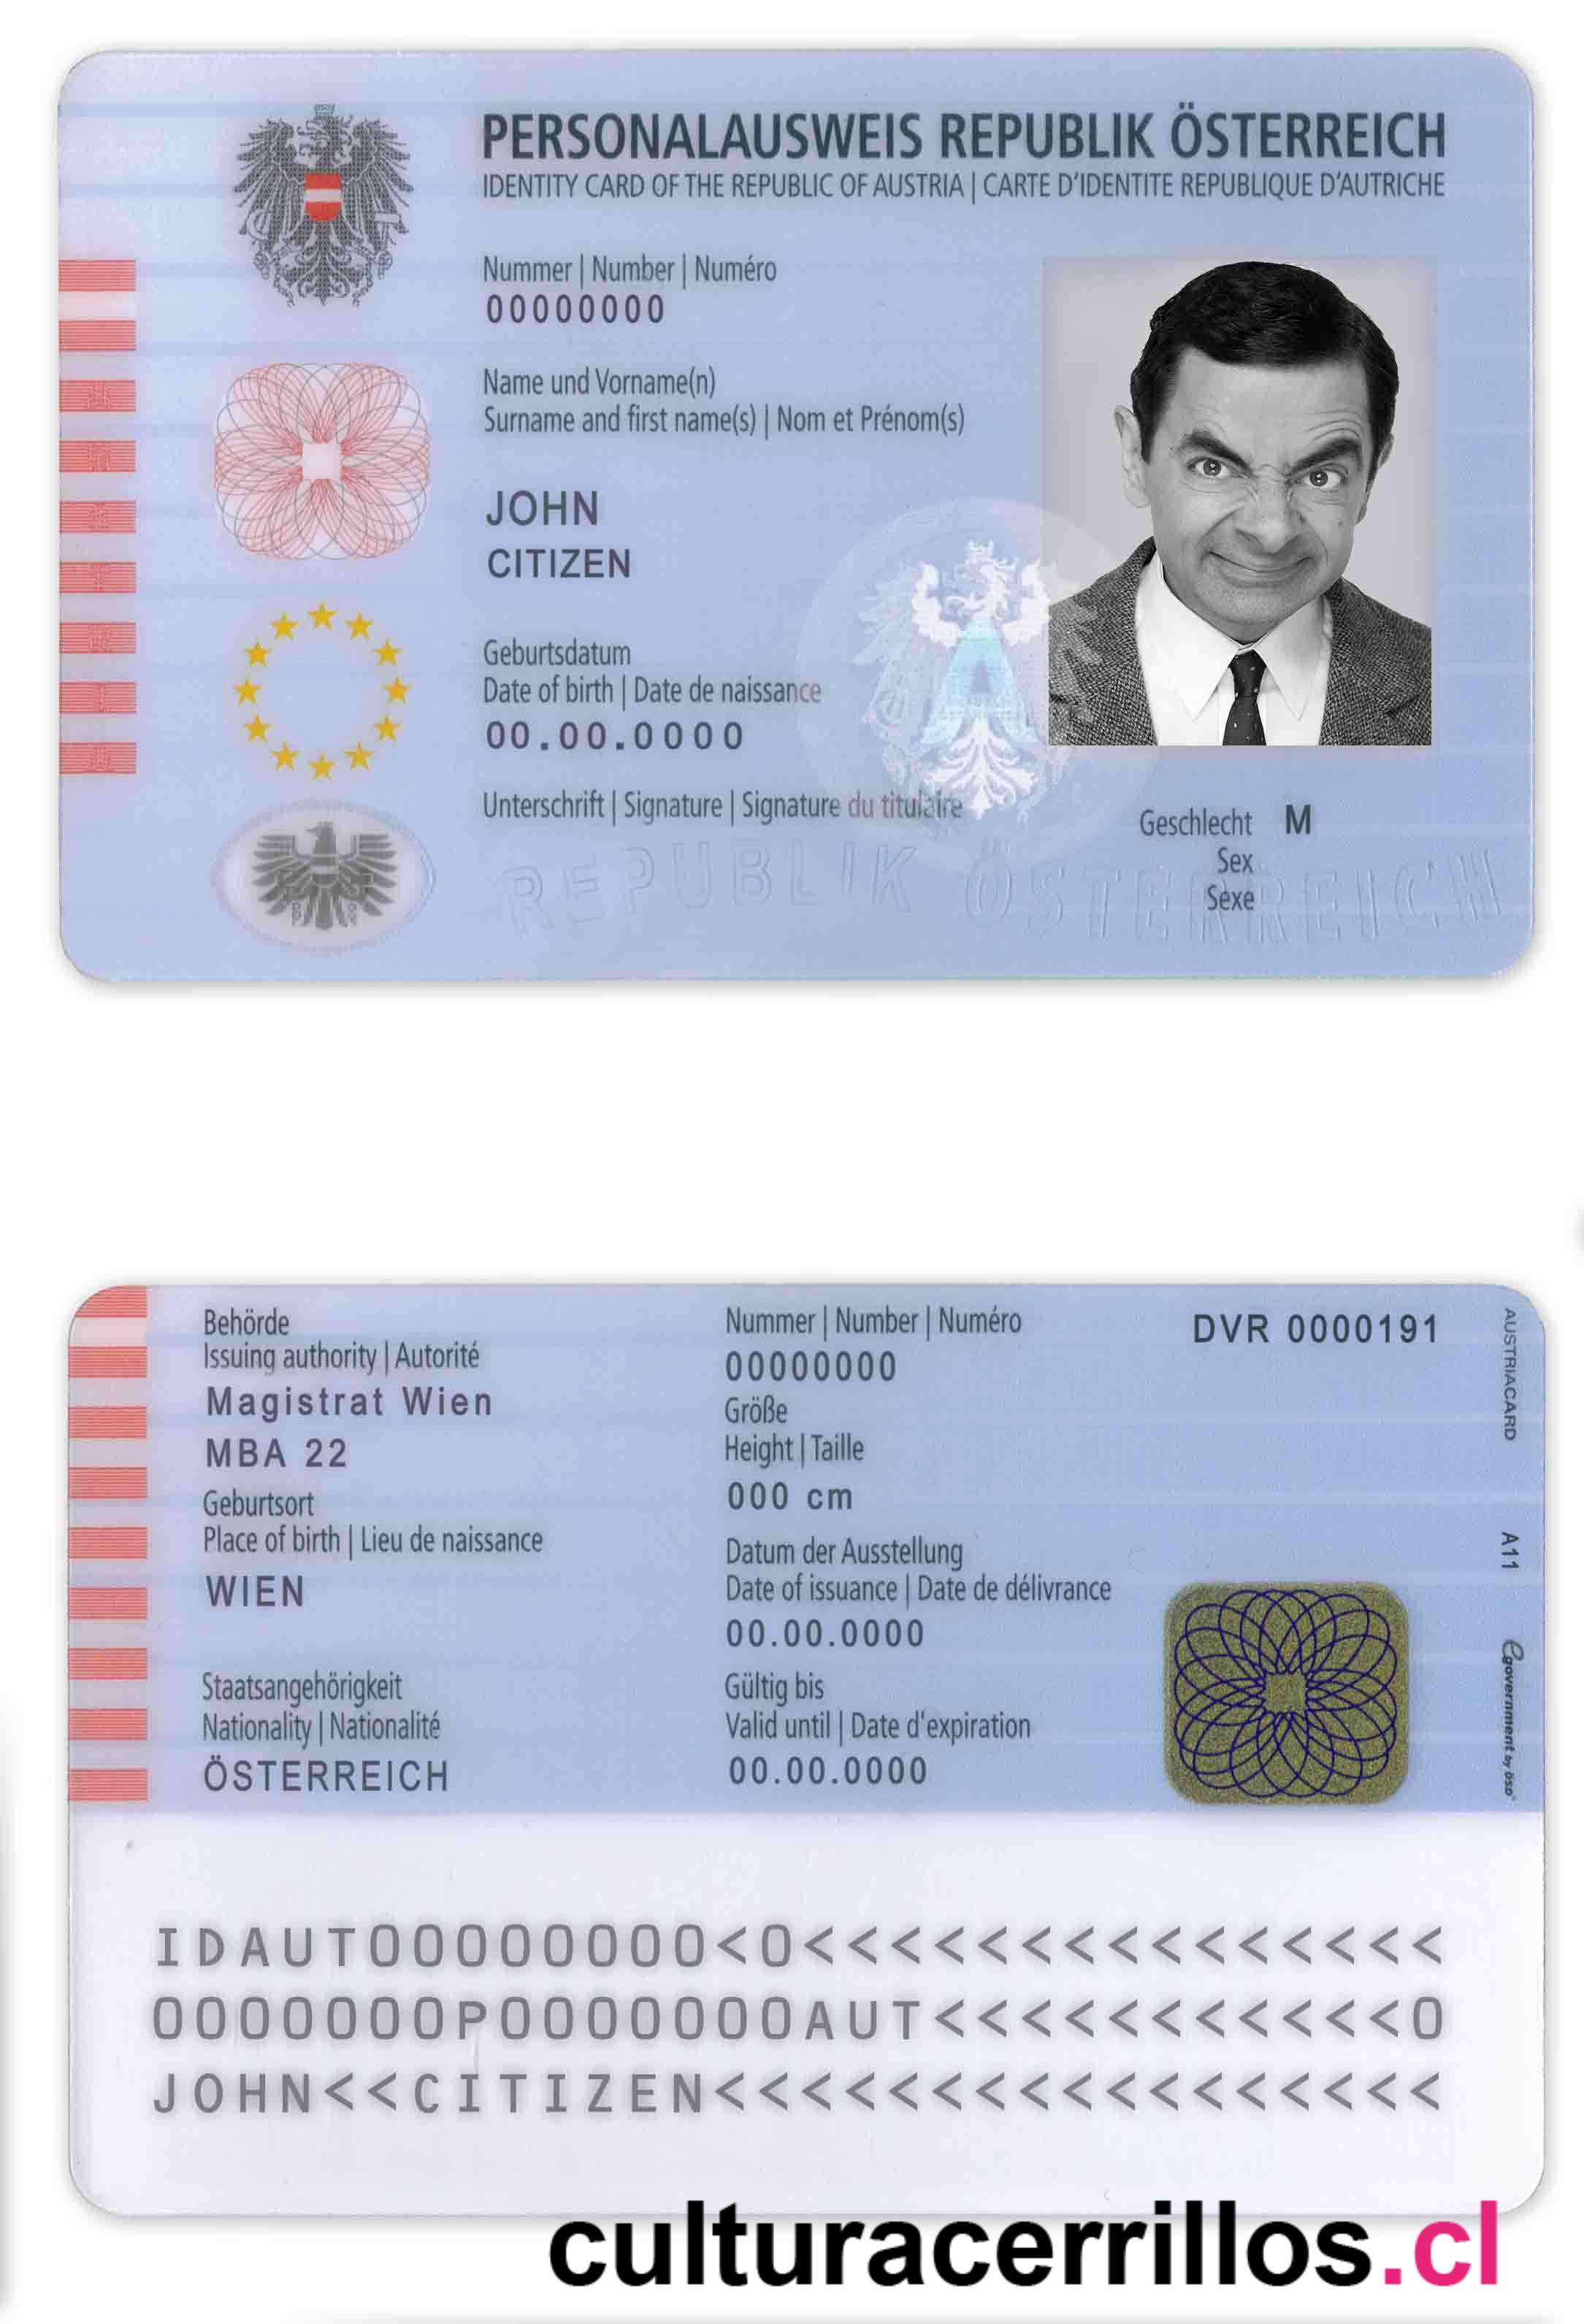 PERSONALAUSWEIS REPUBLIK ÖSTERREICH
IDENTITY CARD OF THE REPUBLIC OF AUSTRIA | CARTE D'IDENTITE REPUBLIQUE D'AUTRICHE
Nummer | Number | Numéro
00000000
Name und Vorname(n)
Surname and first name(s) | Nom et Prénom(s)
JOHN
CITIZEN
Geburtsdatum
Date of birth | Date de naissance
00.00.0000
Unterschrift | Signature | Signature du titulaire
Geschlecht M
Sex
Sexe
REPUBLIK ÖSTERREICH
Behörde
Issuing authority | Autorité
Magistrat Wien
MBA 22
Geburtsort
Place of birth | Lieu de naissance
WIEN
Staatsangehörigkeit
Nationality | Nationalité
ÖSTERREICH
Nummer | Number | Numéro
00000000
Größe
Height | Taille
000 cm
Datum der Ausstellung
Date of issuance | Date de délivrance
00.00.0000
Gültig bis
Valid until | Date d'expiration
00.00.0000
DVR 0000191
AUSTRIACARD
A11
egovernment by ÖSD
IDAUT00000000<0<<<<<<<<<<<<<<<
0000000P0000000AUT<<<<<<<<<<<0
JOHN<<CITIZEN<<<<<<<<<<<<<<<<<
culturacerrillos.cl